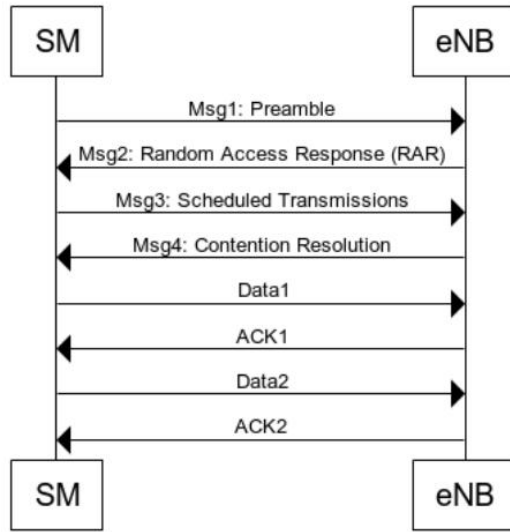 SM eNB
Msg1: Preamble
Msg2: Random Access Response (RAR)
Msg3: Scheduled Transmissions
Msg4: Contention Resolution
Data1
ACK1
Data2
ACK2
SM eNB